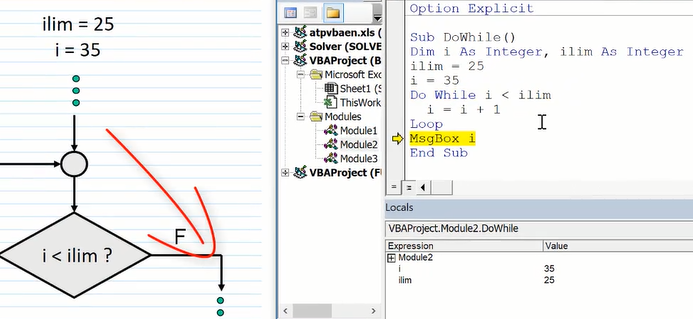 ilim = 25
i = 35
F
i < ilim ?
atpvbaen.xls (
Solver (SOLVE
VBAProject (B
Microsoft Exc
Sheet1 (S
ThisWork
Modules
Module1
Module2
Module3
VBAProject (FU
Option Explicit
Sub DoWhile()
Dim i As Integer, ilim As Integer
ilim = 25
i = 35
Do While i < ilim
i = i + 1
Loop
MsgBox i
End Sub
Locals
VBAProject.Module2.DoWhile
Expression Value
Module2
i 35
ilim 25